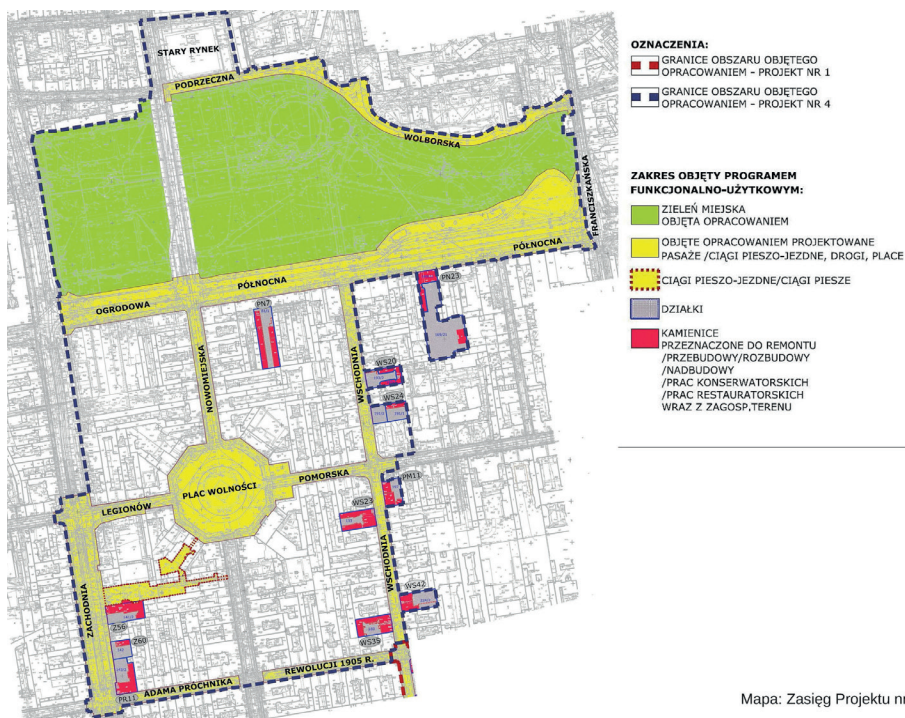 STARY RYNEK
PODRZECZNA
WOLBORSKA
FRANCISZKAŃSKA
PÓŁNOCNA
PÓŁNOCNA
OGRODOWA
PN23
PN7
NOWOMIEJSKA
WSCHODNIA
WS20
WS24
POMORSKA
PLAC WOLNOŚCI
LEGIONÓW
PM11
WS23
WSCHODNIA
ZACHODNIA
WS42
Z56
Z60
WS35
REWOLUCJI 1905 R.
ADAMA PRÓCHNIKA
PR11
OZNACZENIA:
GRANICE OBSZARU OBJĘTEGO
OPRACOWANIEM - PROJEKT NR 1
GRANICE OBSZARU OBJĘTEGO
OPRACOWANIEM - PROJEKT NR 4
ZAKRES OBJĘTY PROGRAMEM
FUNKCJONALNO-UŻYTKOWYM:
ZIELEŃ MIEJSKA
OBJĘTA OPRACOWANIEM
OBJĘTE OPRACOWANIEM PROJEKTOWANE
PASAŻE /CIĄGI PIESZO-JEZDNE, DROGI, PLACE
CIĄGI PIESZO-JEZDNE/CIĄGI PIESZE
DZIAŁKI
KAMIENICE
PRZEZNACZONE DO REMONTU
/PRZEBUDOWY/ROZBUDOWY
/NADBUDOWY
/PRAC KONSERWATORSKICH
/PRAC RESTAURATORSKICH
WRAZ Z ZAGOSP.TERENU
Mapa: Zasięg Projektu nr